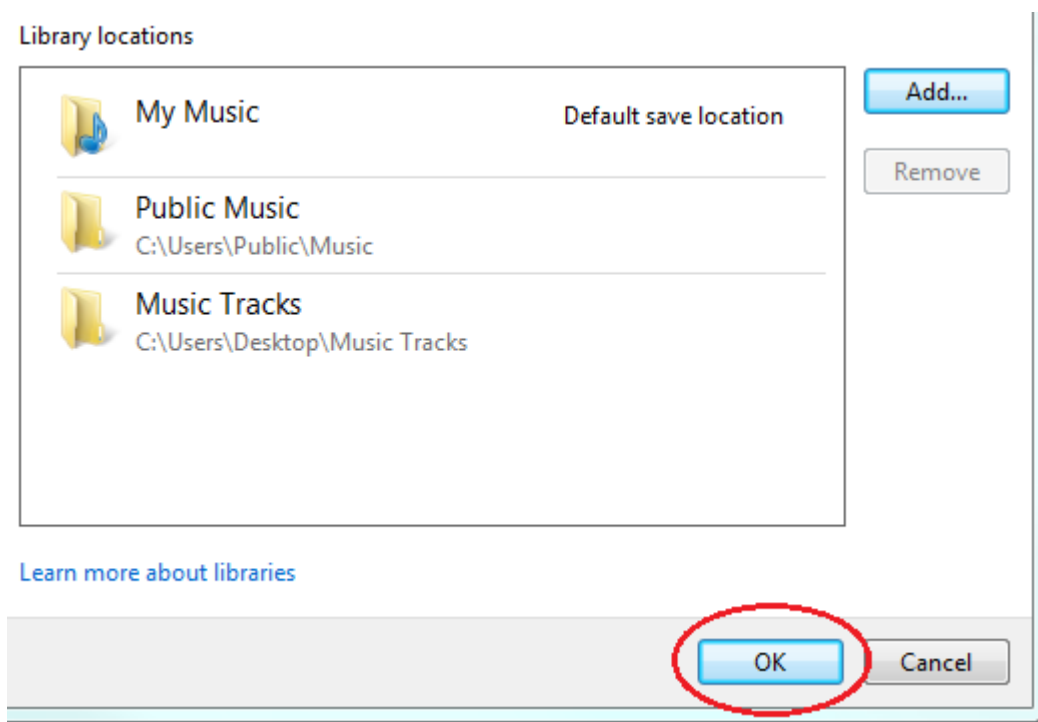 Library locations
My Music Default save location
Add...
Remove
Public Music
C:\Users\Public\Music
Music Tracks
C:\Users\Desktop\Music Tracks
Learn more about libraries
OK Cancel